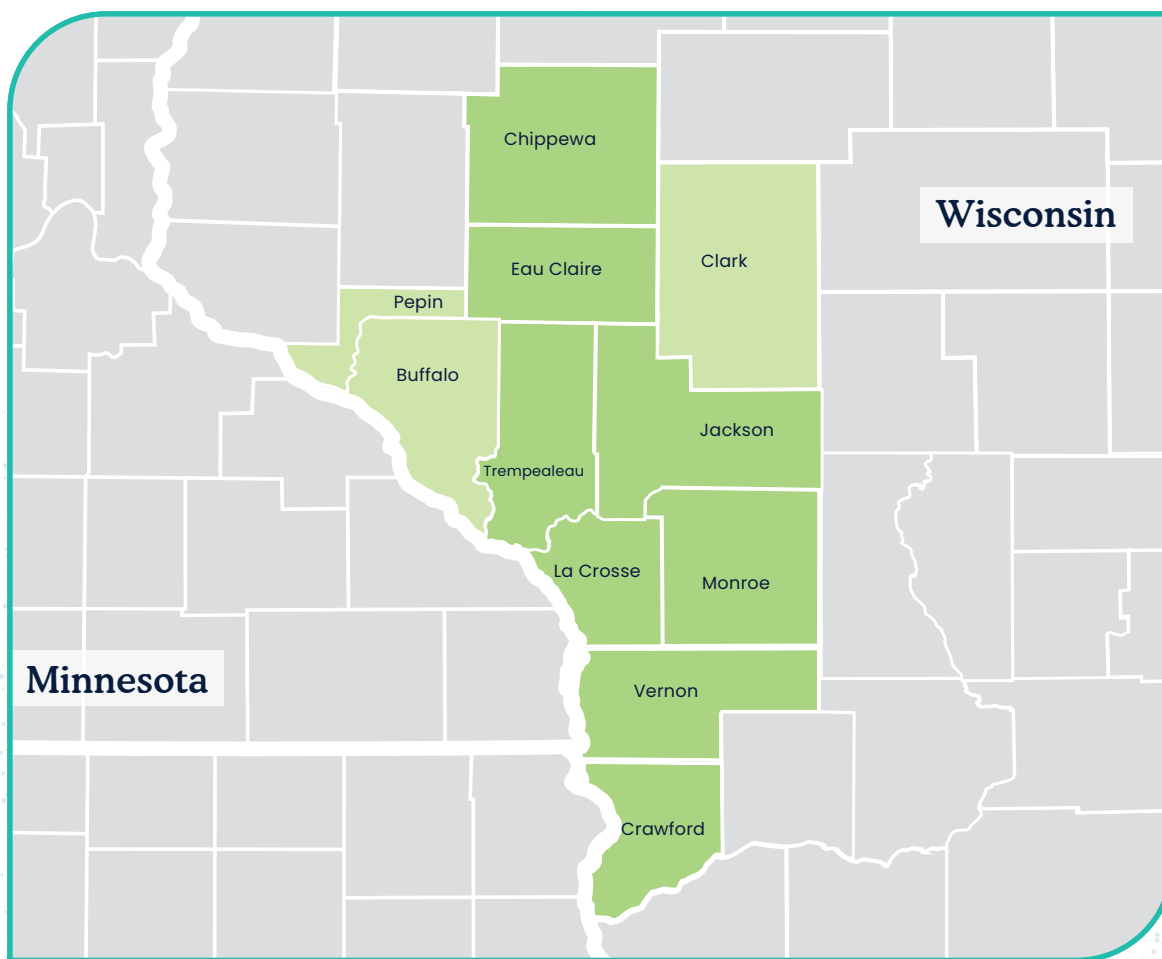 Chippewa
Wisconsin
Clark
Eau Claire
Pepin
Buffalo
Jackson
Trempealeau
La Crosse
Monroe
Minnesota
Vernon
Crawford